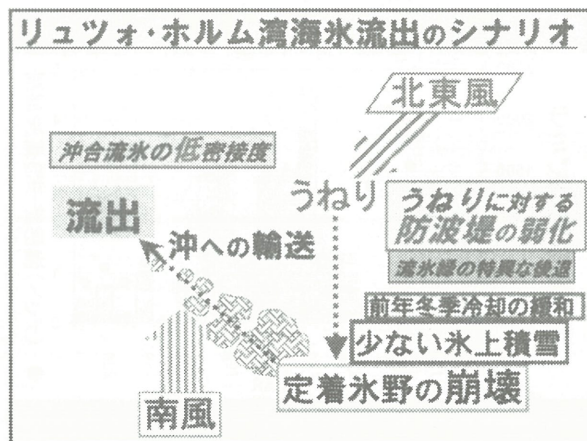 リュツォ・ホルム湾海氷流出のシナリオ
北東風
沖合流氷の低密接度
うねり
うねりに対する
防波堤の弱化
流出
沖への輸送
流氷縁の特異な後退
前年冬季冷却の緩和
少ない氷上積雪
定着氷野の崩壊
南風